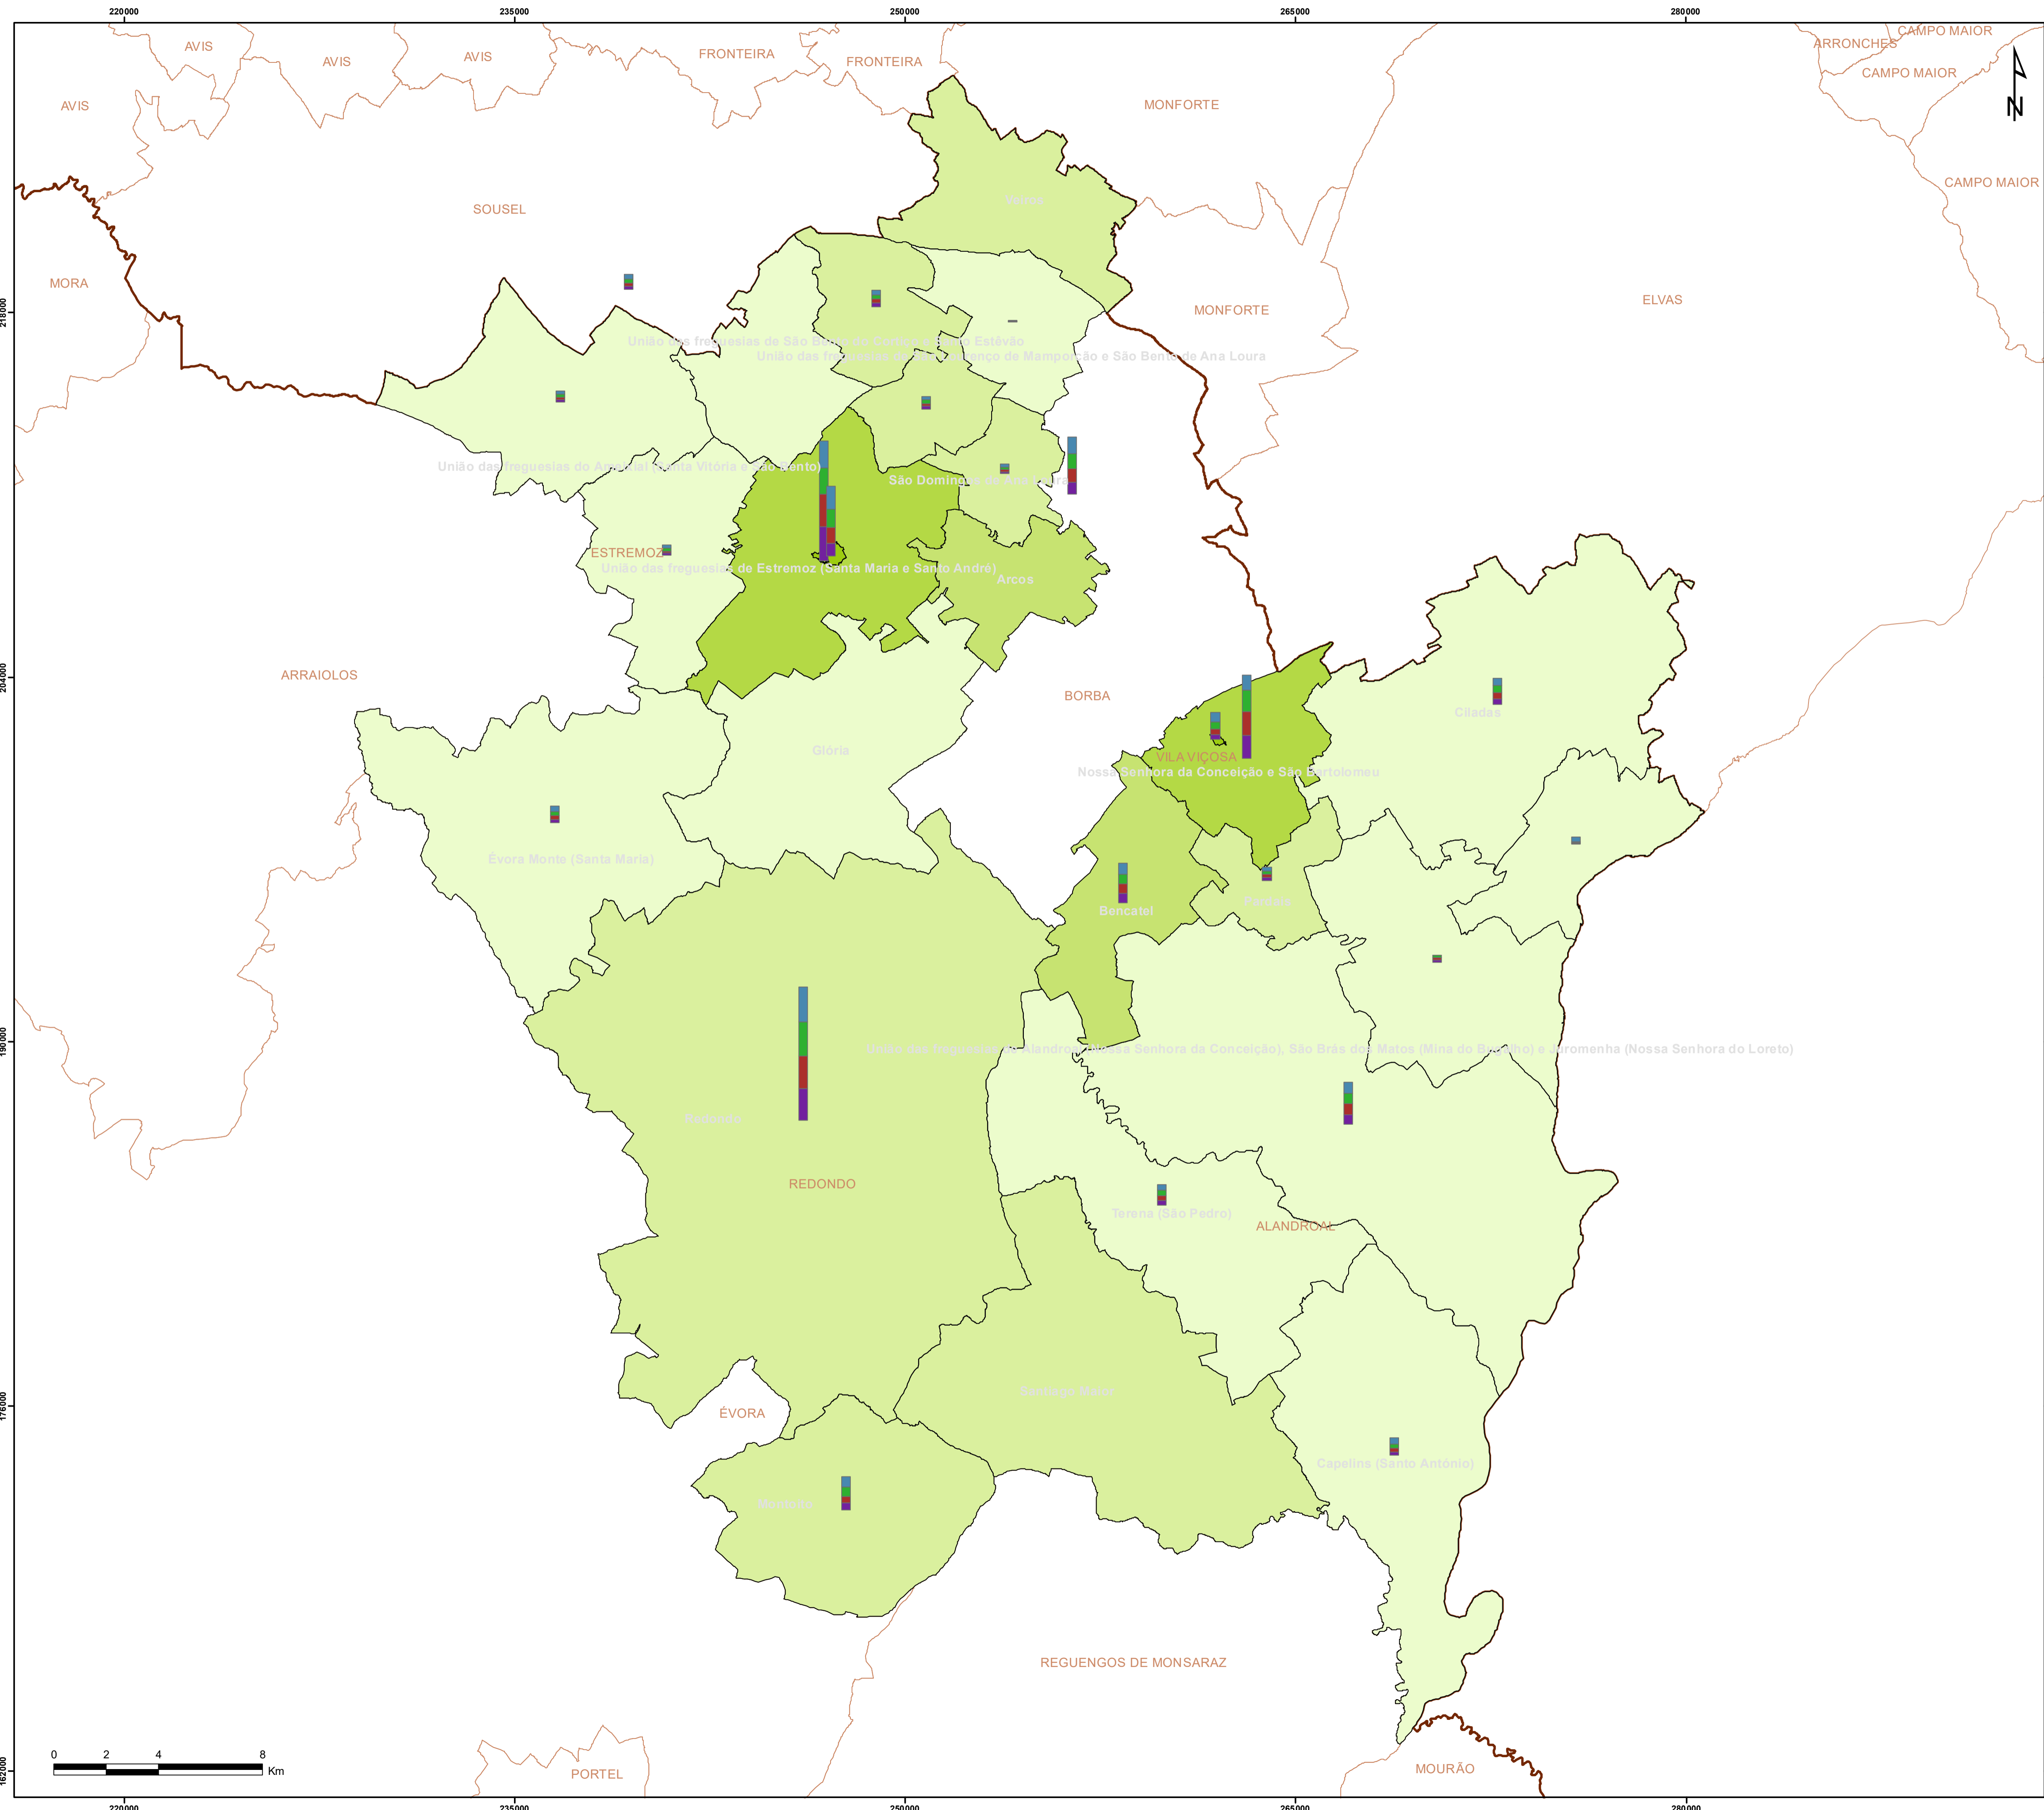 220000 235000 250000 265000 280000
AVIS
AVIS
AVIS
AVIS
FRONTEIRA
FRONTEIRA
MONFORTE
ARRONCHES
CAMPO MAIOR
CAMPO MAIOR
CAMPO MAIOR
N
SOUSEL
MORA
218000
MONFORTE
ELVAS
União das freguesias de São
Estêvão
União das freguesias de São Lourenço de Mamporcão e São Bento de Ana Loura
União das freguesias do Ameixial (Santa Vitória e São Bento)
São Domingos de Ana Loura
ESTREMOZ
União das freguesias de Estremoz (Santa Maria e Santo André)
Arcos
204000
ARRAIOLOS
BORBA
Ciladas
Glória
VILA VIÇOSA
Nossa Senhora da Conceição e São Bartolomeu
Évora Monte (Santa Maria)
Bencatel
190000
União das freguesias de Alandroal (Nossa Senhora da Conceição), São Brás dos Matos (Mina do Bugalho) e Juromenha (Nossa Senhora do Loreto)
Redondo
REDONDO
Terena (São Pedro)
ALANDROAL
176000
ÉVORA
Capelins (Santo António)
REGUENGOS DE MONSARAZ
162000
0 2 4 8
Km
PORTEL
MOURÃO
220000 235000 250000 265000 280000